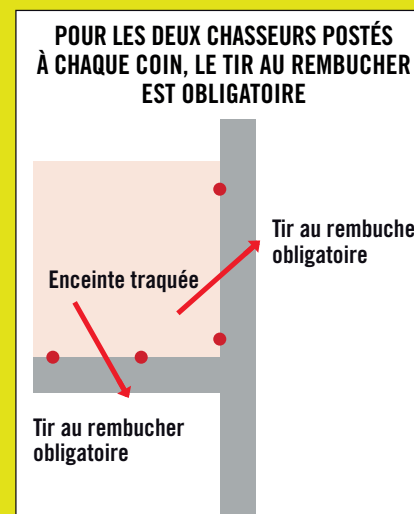 POUR LES DEUX CHASSEURS POSTÉS
À CHAQUE COIN, LE TIR AU REMBUCHER
EST OBLIGATOIRE
Tir au rembuche
obligatoire
Enceinte traquée
Tir au rembucher
obligatoire